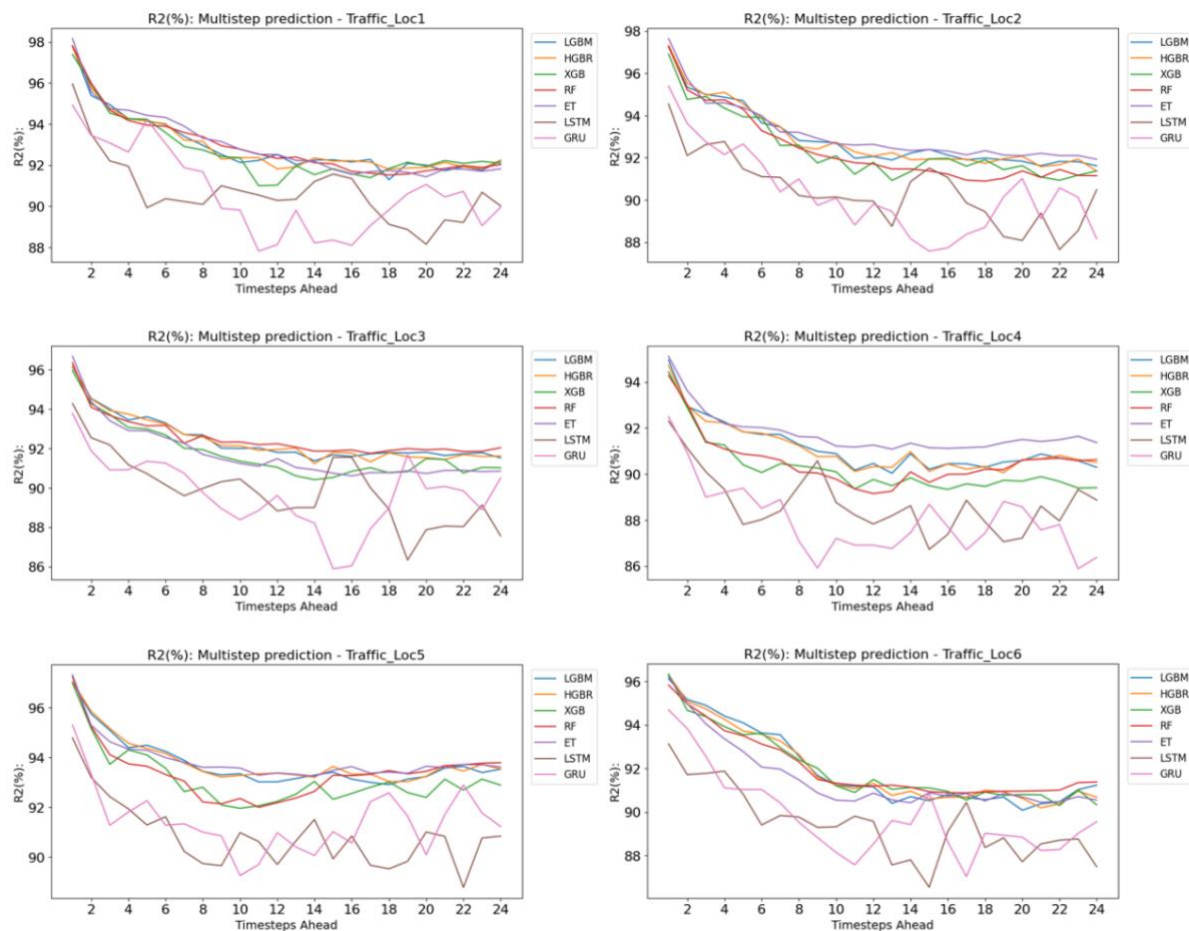 R2(%): Multistep prediction - Traffic_Loc1
R2(%):
98
96
94
92
90
88
2 4 6 8 10 12 14 16 18 20 22 24
Timesteps Ahead
LGBM
HGBR
XGB
RF
ET
LSTM
GRU
R2(%): Multistep prediction - Traffic_Loc2
R2(%):
98
96
94
92
90
88
2 4 6 8 10 12 14 16 18 20 22 24
Timesteps Ahead
LGBM
HGBR
XGB
RF
ET
LSTM
GRU
R2(%): Multistep prediction - Traffic_Loc3
R2(%):
96
94
92
90
88
86
2 4 6 8 10 12 14 16 18 20 22 24
Timesteps Ahead
LGBM
HGBR
XGB
RF
ET
LSTM
GRU
R2(%): Multistep prediction - Traffic_Loc4
R2(%):
94
92
90
88
86
2 4 6 8 10 12 14 16 18 20 22 24
Timesteps Ahead
LGBM
HGBR
XGB
RF
ET
LSTM
GRU
R2(%): Multistep prediction - Traffic_Loc5
R2(%):
96
94
92
90
2 4 6 8 10 12 14 16 18 20 22 24
Timesteps Ahead
LGBM
HGBR
XGB
RF
ET
LSTM
GRU
R2(%): Multistep prediction - Traffic_Loc6
R2(%):
96
94
92
90
88
2 4 6 8 10 12 14 16 18 20 22 24
Timesteps Ahead
LGBM
HGBR
XGB
RF
ET
LSTM
GRU